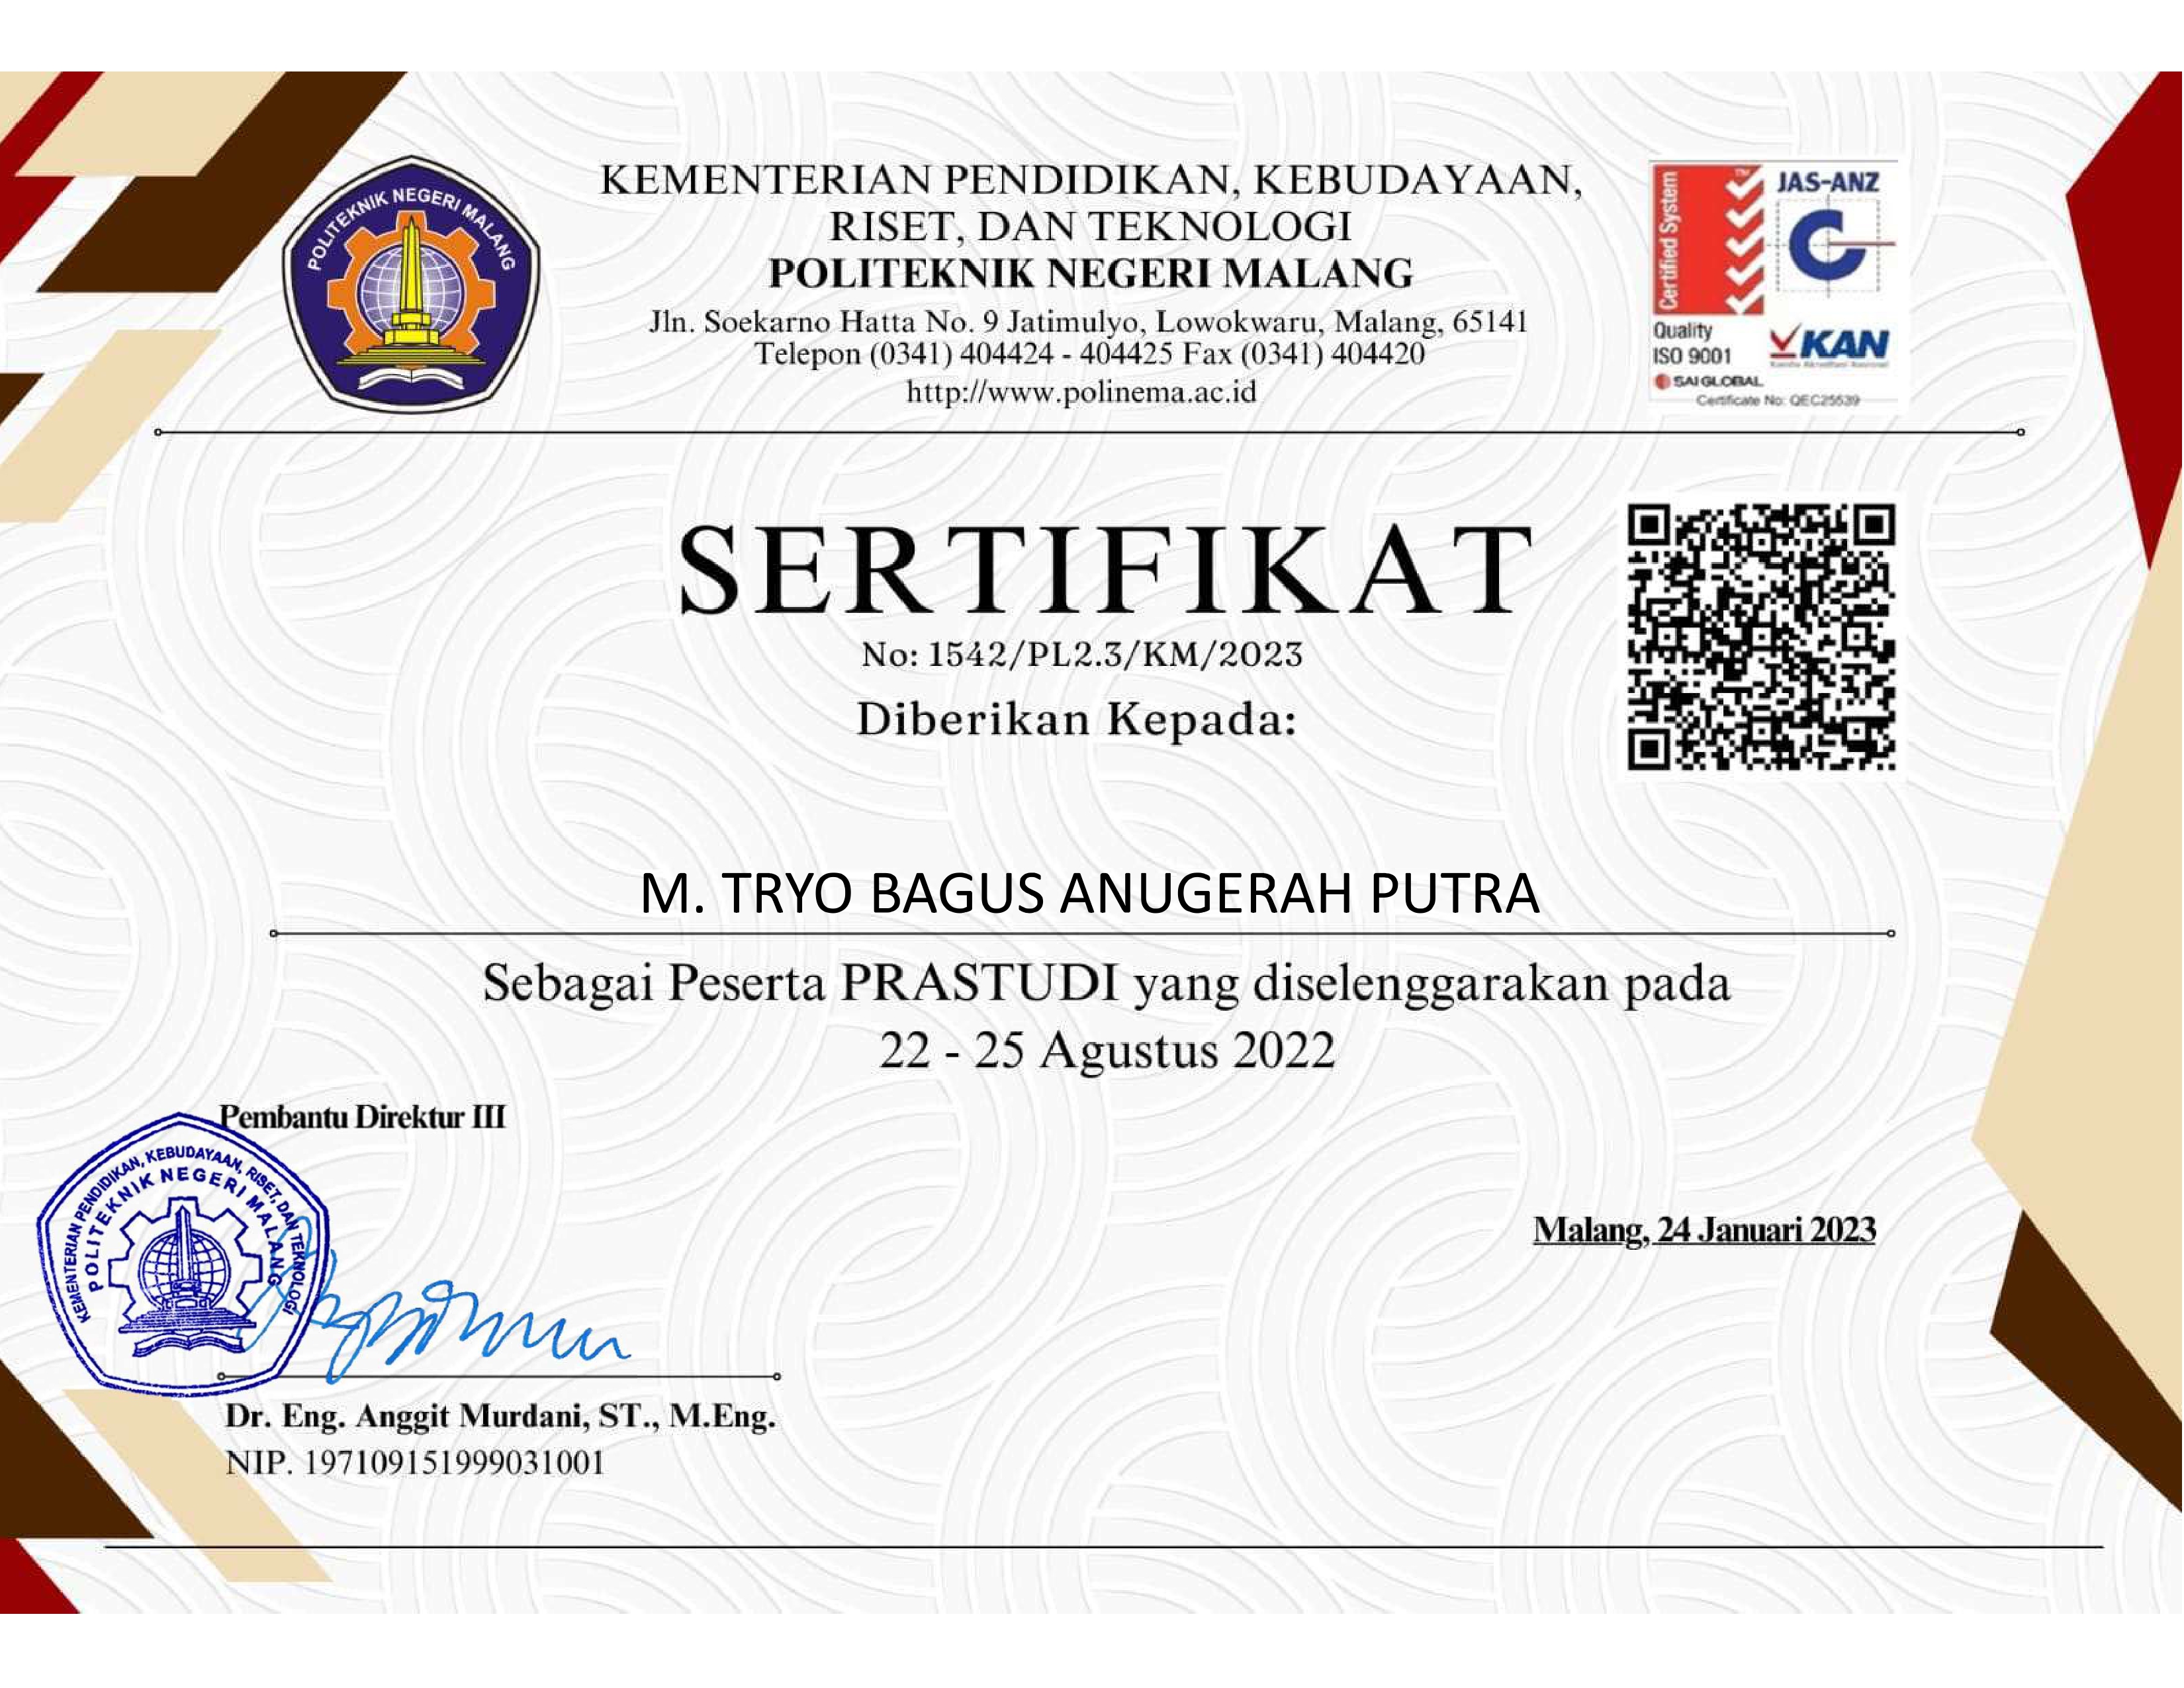 POLITEKNIK NEGERI MALANG
KEMENTERIAN PENDIDIKAN, KEBUDAYAAN,
RISET, DAN TEKNOLOGI
POLITEKNIK NEGERI MALANG
Jln. Soekarno Hatta No. 9 Jatimulyo, Lowokwaru, Malang, 65141
Telepon (0341) 404424 - 404425 Fax (0341) 404420
http://www.polinema.ac.id
Certified System
TM
JAS-ANZ
Quality
ISO 9001
KAN
Komite Akreditasi Nasional
SAI GLOBAL
Certificate No: QEC25539
SERTIFIKAT
No: 1542/PL2.3/KM/2023
Diberikan Kepada:
M. TRYO BAGUS ANUGERAH PUTRA
Sebagai Peserta PRASTUDI yang diselenggarakan pada
22 - 25 Agustus 2022
Pembantu Direktur III
KEMENTERIAN PENDIDIKAN, KEBUDAYAAN, RISET, DAN TEKNOLOGI
POLITEKNIK NEGERI MALANG
Malang, 24 Januari 2023
Dr. Eng. Anggit Murdani, ST., M.Eng.
NIP. 197109151999031001